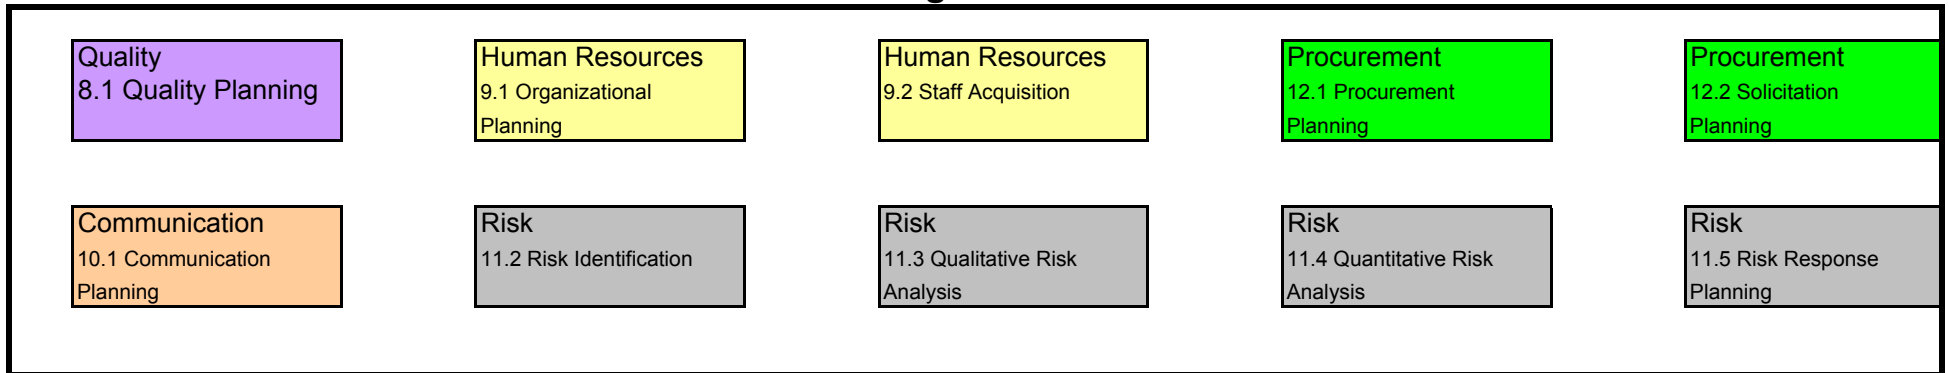 Quality
8.1 Quality Planning
Human Resources
9.1 Organizational
Planning
Human Resources
9.2 Staff Acquisition
Procurement
12.1 Procurement
Planning
Procurement
12.2 Solicitation
Planning
Communication
10.1 Communication
Planning
Risk
11.2 Risk Identification
Risk
11.3 Qualitative Risk
Analysis
Risk
11.4 Quantitative Risk
Analysis
Risk
11.5 Risk Response
Planning